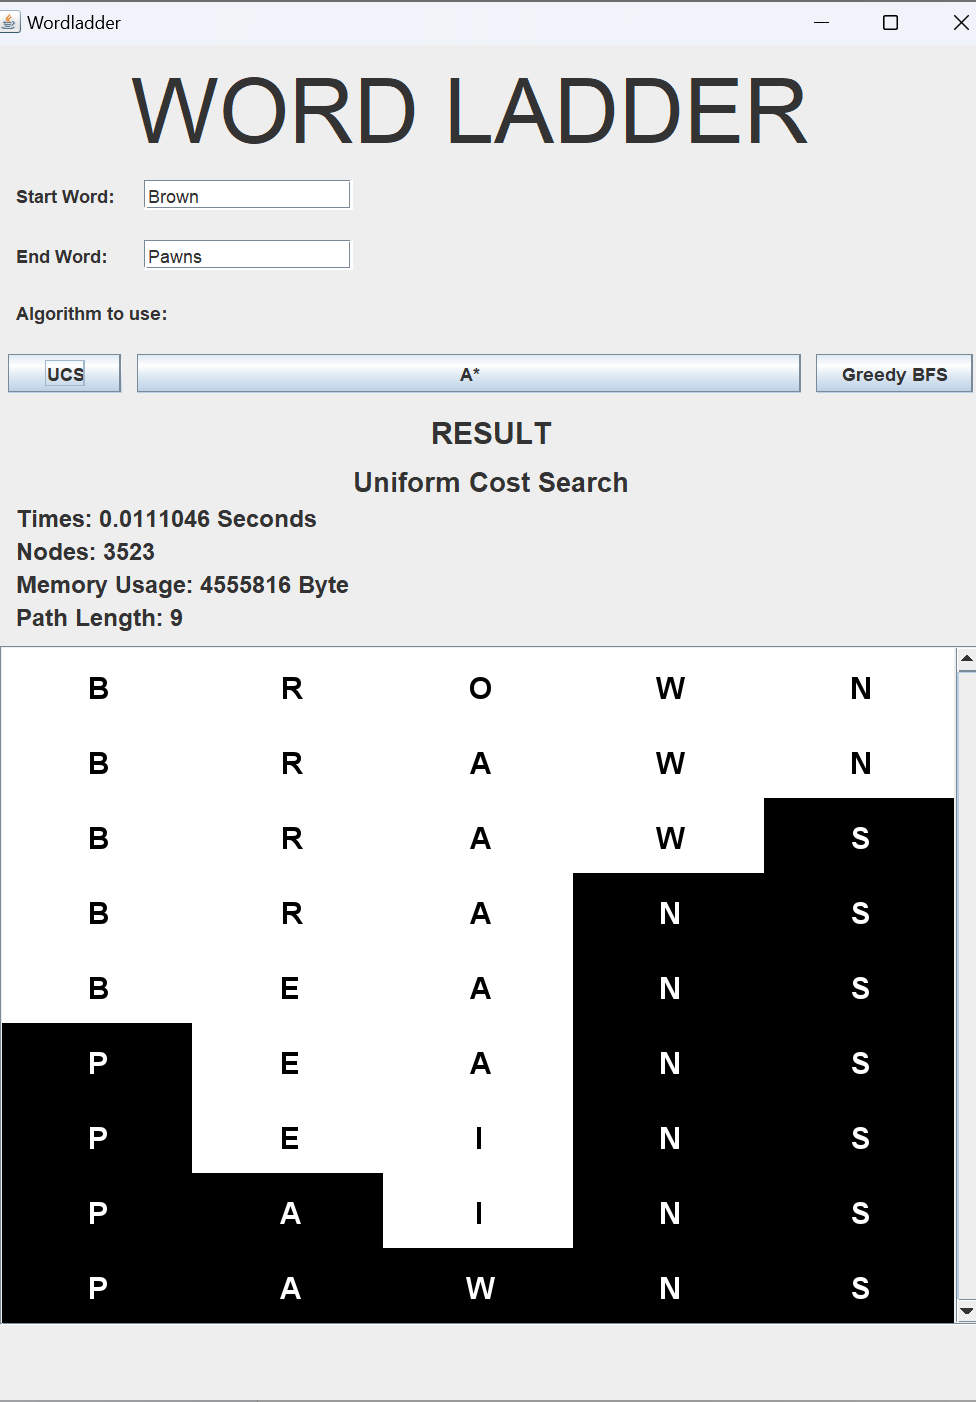 Wordladder
WORD LADDER
Start Word: Brown
End Word: Pawns
Algorithm to use:
UCS A* Greedy BFS
RESULT
Uniform Cost Search
Times: 0.0111046 Seconds
Nodes: 3523
Memory Usage: 4555816 Byte
Path Length: 9
B R O W N
B R A W N
B R A W S
B R A N S
B E A N S
P E A N S
P E I N S
P A I N S
P A W N S